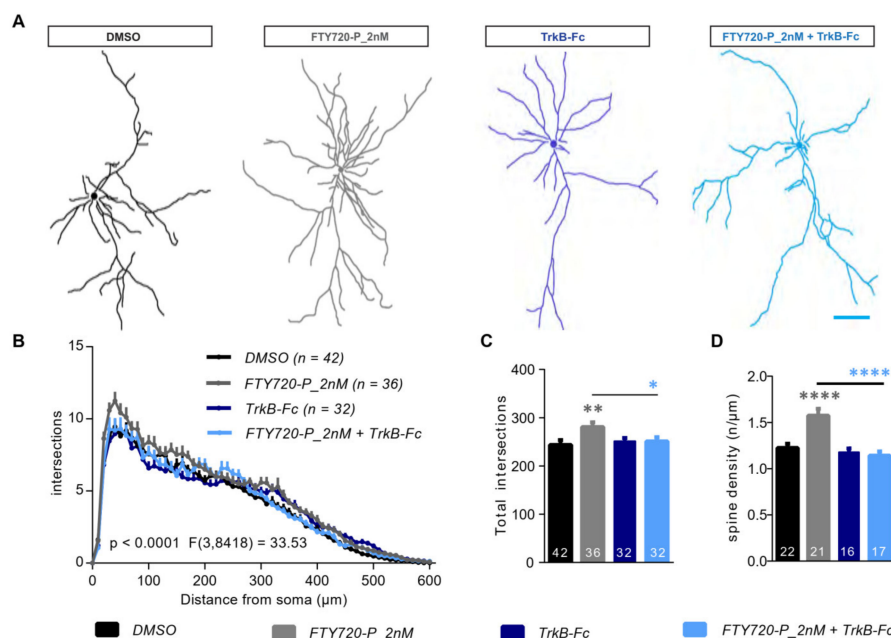 A
DMSO
FTY720-P_2nM
TrkB-Fc
FTY720-P_2nM + TrkB-Fc
B
15
10
5
0
intersections
DMSO (n = 42)
FTY720-P_2nM (n = 36)
TrkB-Fc (n = 32)
FTY720-P_2nM + TrkB-Fc
p < 0.0001 F(3,8418) = 33.53
0 100 200 300 400 500 600
Distance from soma (µm)
C
400
300
200
100
0
Total intersections
**
*
42 36 32 32
D
2.0
1.5
1.0
0.5
0.0
spine density (n/µm)
****
****
22 21 16 17
DMSO
FTY720-P_2nM
TrkB-Fc
FTY720-P_2nM + TrkB-Fc